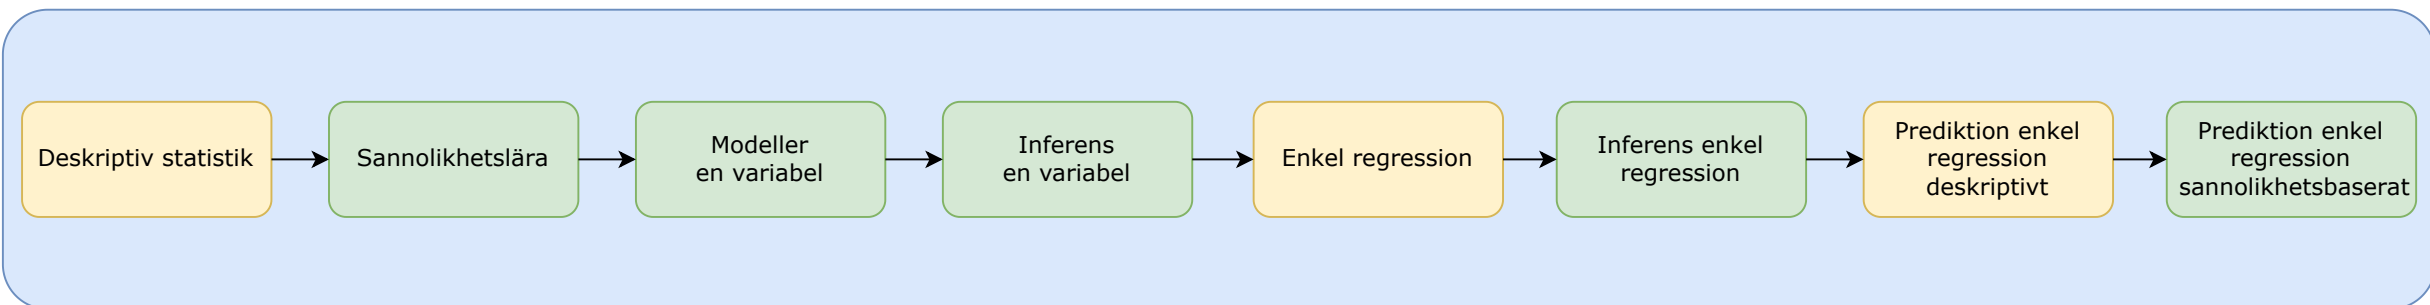 Deskriptiv statistik
Sannolikhetslära
Modeller
en variabel
Inferens
en variabel
Enkel regression
Inferens enkel
regression
Prediktion enkel
regression
deskriptivt
Prediktion enkel
regression
sannolikhetsbaserat